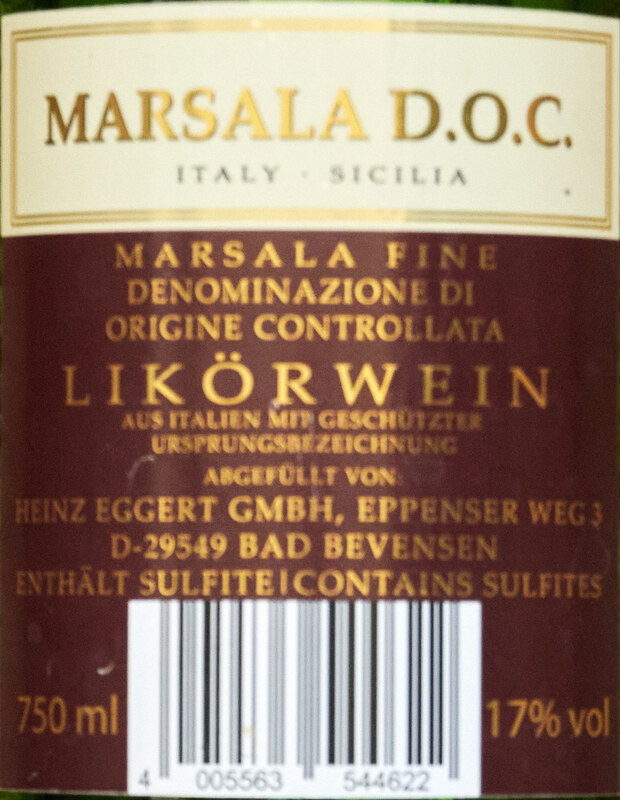 MARSALA D.O.C.
ITALY · SICILIA
MARSALA FINE
DENOMINAZIONE DI
ORIGINE CONTROLLATA
LIKÖRWEIN
AUS ITALIEN MIT GESCHÜTZTER
URSPRUNGSBEZEICHNUNG
ABGEFÜLLT VON:
HEINZ EGGERT GMBH, EPPENSER WEG 3
D-29549 BAD BEVENSEN
ENTHÄLT SULFITE|CONTAINS SULFITES
750 ml 17% vol
4 005563 544622